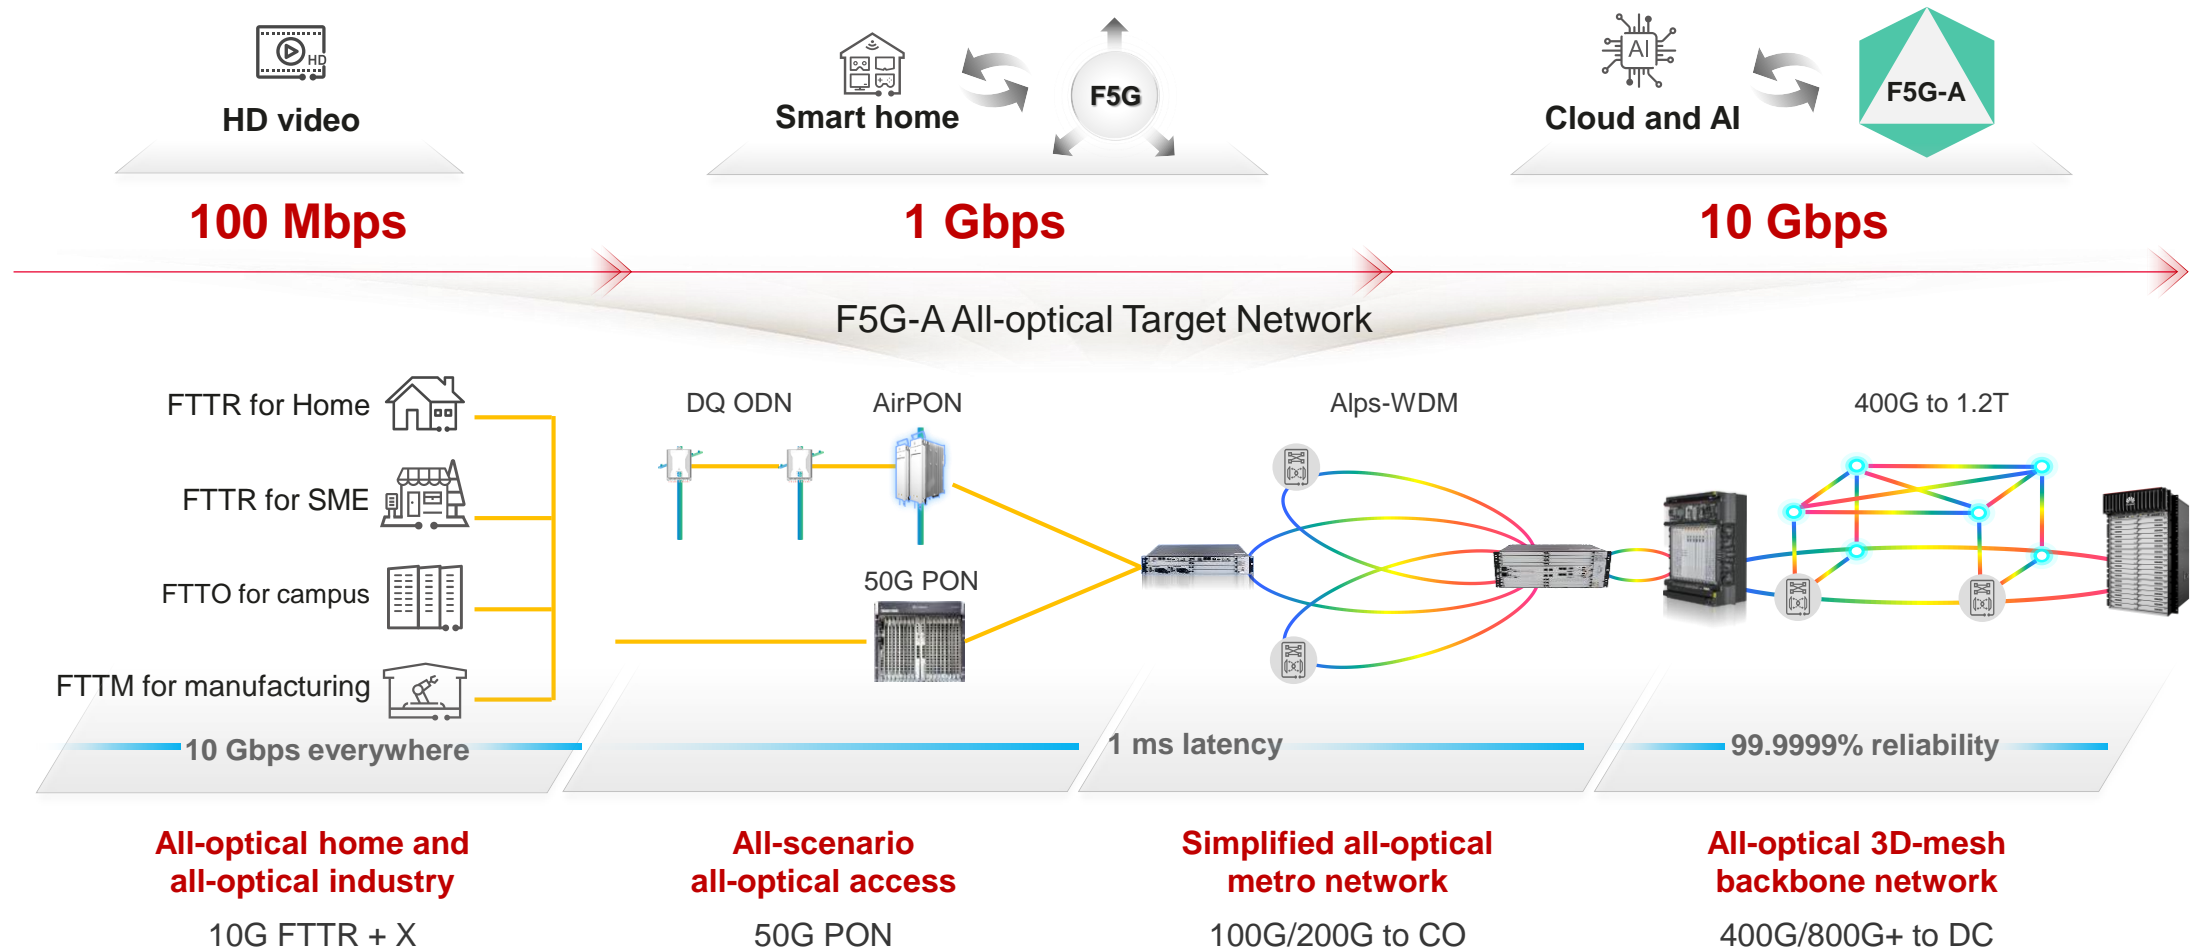 HD
HD video
Smart home
F5G
AI
Cloud and AI
F5G-A
100 Mbps
1 Gbps
10 Gbps
F5G-A All-optical Target Network
FTTR for Home
FTTR for SME
FTTO for campus
FTTM for manufacturing
DQ ODN
AirPON
50G PON
Alps-WDM
400G to 1.2T
10 Gbps everywhere
1 ms latency
99.9999% reliability
All-optical home and
all-optical industry
10G FTTR + X
All-scenario
all-optical access
50G PON
Simplified all-optical
metro network
100G/200G to CO
All-optical 3D-mesh
backbone network
400G/800G+ to DC